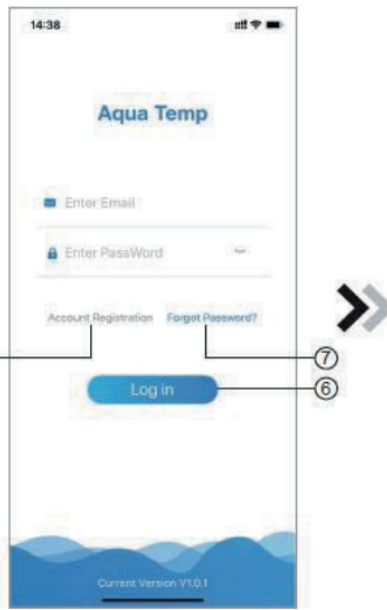 14:38
Aqua Temp
Enter Email
Enter PassWord
Account Registration Forgot Password?
⑦
Log in ⑥
Current Version V1.0.1